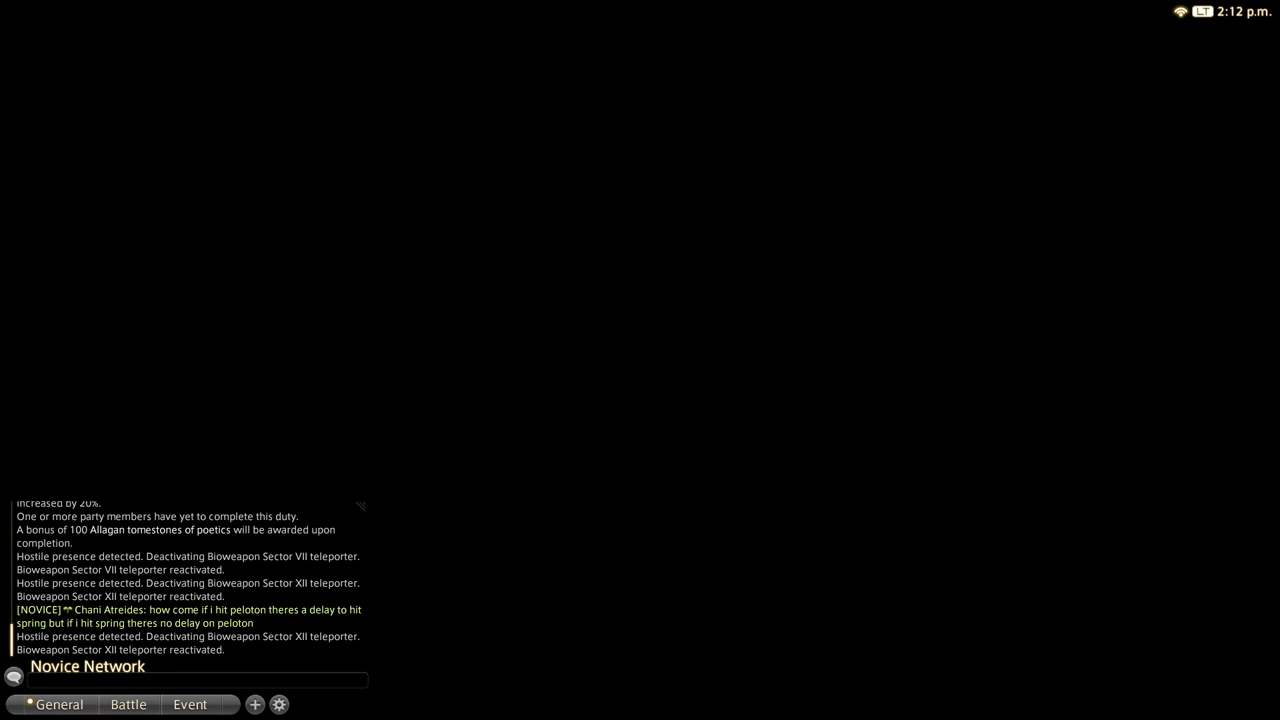 LT 2:12 p.m.
increased by 20%.
One or more party members have yet to complete this duty.
A bonus of 100 Allagan tomestones of poetics will be awarded upon
completion.
Hostile presence detected. Deactivating Bioweapon Sector VII teleporter.
Bioweapon Sector VII teleporter reactivated.
Hostile presence detected. Deactivating Bioweapon Sector XII teleporter.
Bioweapon Sector XII teleporter reactivated.
[NOVICE] Chani Atreides: how come if i hit peloton theres a delay to hit
spring but if i hit spring theres no delay on peloton
Hostile presence detected. Deactivating Bioweapon Sector XII teleporter.
Bioweapon Sector XII teleporter reactivated.
Novice Network
General Battle Event